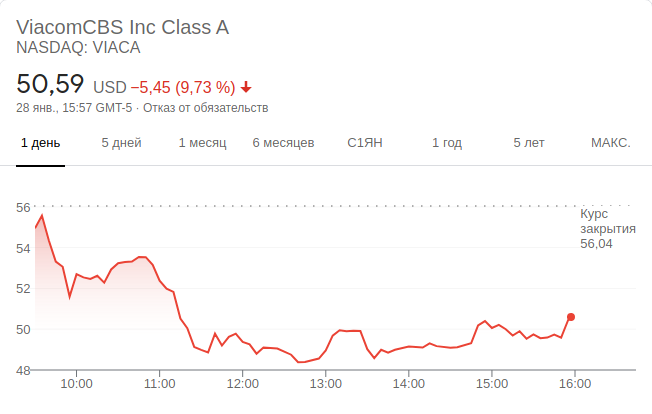 ViacomCBS Inc Class A
NASDAQ: VIACA
50,59 USD −5,45 (9,73 %)
28 янв., 15:57 GMT-5 · Отказ от обязательств
1 день 5 дней 1 месяц 6 месяцев С1ЯН 1 год 5 лет МАКС.
56
Курс
закрытия
56,04
54
52
50
48
10:00 11:00 12:00 13:00 14:00 15:00 16:00